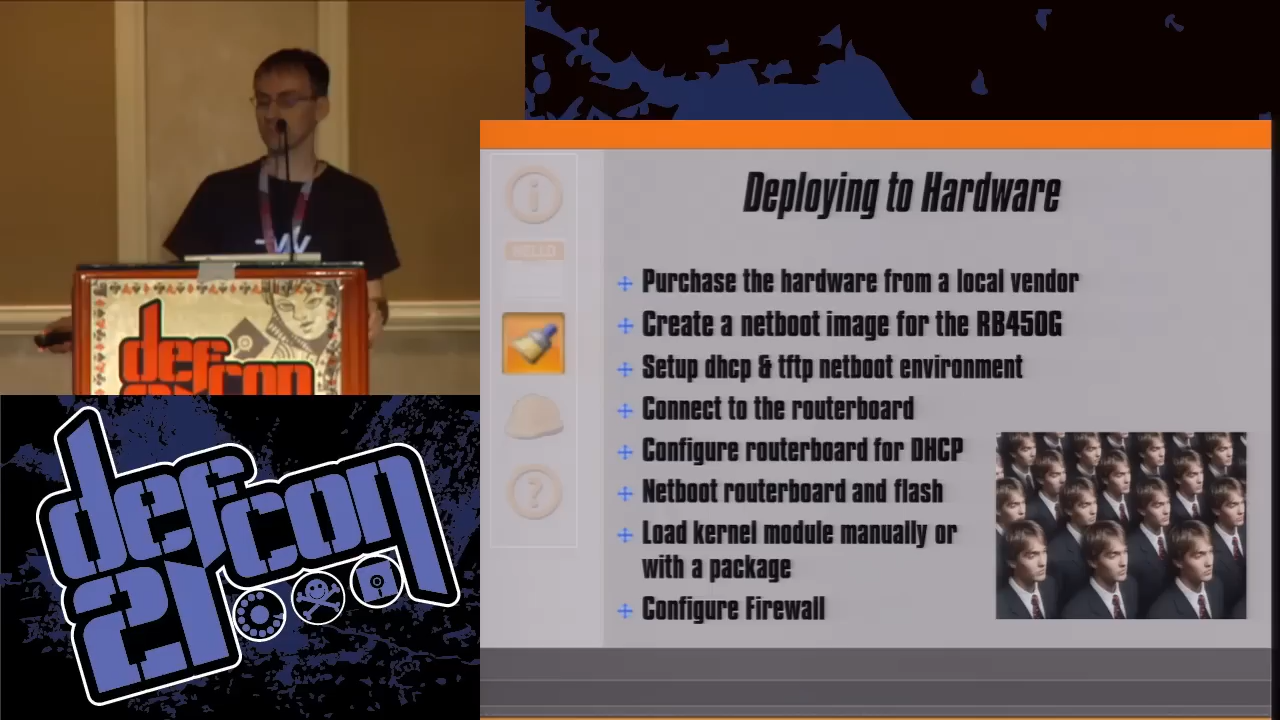 Deploying to Hardware
Purchase the hardware from a local vendor
Create a netboot image for the RB450G
Setup dhcp & tftp netboot environment
Connect to the routerboard
Configure routerboard for DHCP
Netboot routerboard and flash
Load kernel module manually or
with a package
Configure Firewall
defcon
defcon
21